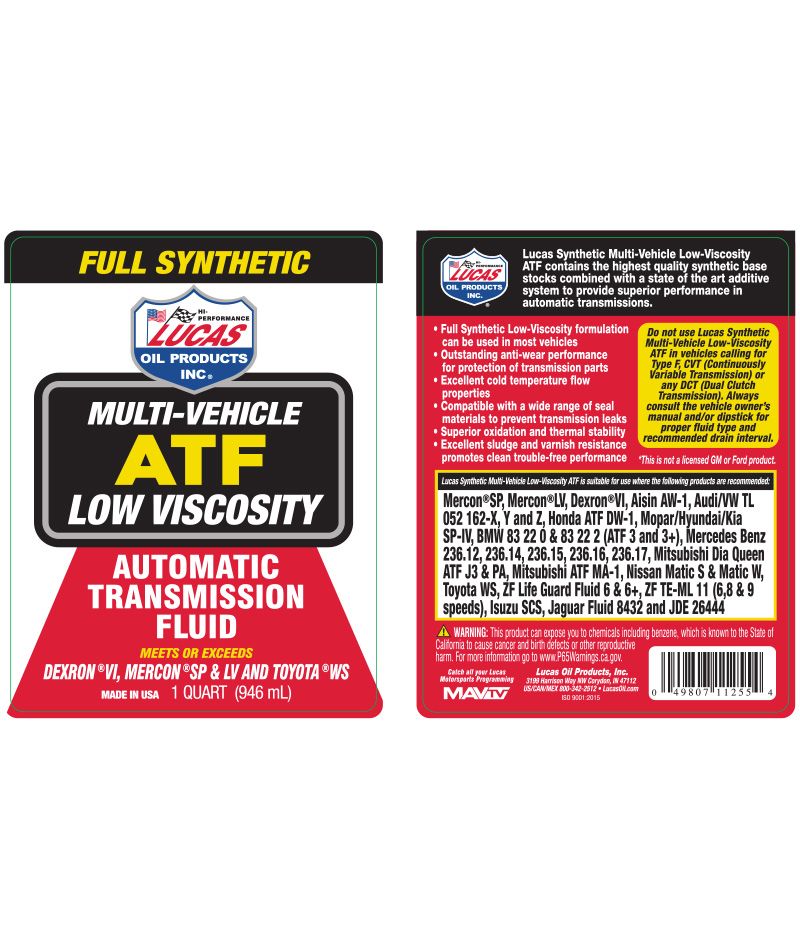 FULL SYNTHETIC
HI-
PERFORMANCE
LUCAS
OIL PRODUCTS
INC.®
MULTI-VEHICLE
ATF
LOW VISCOSITY
AUTOMATIC
TRANSMISSION
FLUID
MEETS OR EXCEEDS
DEXRON®VI, MERCON®SP & LV AND TOYOTA®WS
MADE IN USA 1 QUART (946 mL)
HI-
PERFORMANCE
LUCAS
OIL PRODUCTS
INC.®
Lucas Synthetic Multi-Vehicle Low-Viscosity
ATF contains the highest quality synthetic base
stocks combined with a state of the art additive
system to provide superior performance in
automatic transmissions.
• Full Synthetic Low-Viscosity formulation
can be used in most vehicles
• Outstanding anti-wear performance
for protection of transmission parts
• Excellent cold temperature flow
properties
• Compatible with a wide range of seal
materials to prevent transmission leaks
• Superior oxidation and thermal stability
• Excellent sludge and varnish resistance
promotes clean trouble-free performance
Do not use Lucas Synthetic
Multi-Vehicle Low-Viscosity
ATF in vehicles calling for
Type F, CVT (Continuously
Variable Transmission) or
any DCT (Dual Clutch
Transmission). Always
consult the vehicle owner's
manual and/or dipstick for
proper fluid type and
recommended drain interval.
*This is not a licensed GM or Ford product.
Lucas Synthetic Multi-Vehicle Low-Viscosity ATF is suitable for use where the following products are recommended:
Mercon®SP, Mercon®LV, Dexron®VI, Aisin AW-1, Audi/VW TL
052 162-X, Y and Z, Honda ATF DW-1, Mopar/Hyundai/Kia
SP-IV, BMW 83 22 0 & 83 22 2 (ATF 3 and 3+), Mercedes Benz
236.12, 236.14, 236.15, 236.16, 236.17, Mitsubishi Dia Queen
ATF J3 & PA, Mitsubishi ATF MA-1, Nissan Matic S & Matic W,
Toyota WS, ZF Life Guard Fluid 6 & 6+, ZF TE-ML 11 (6,8 & 9
speeds), Isuzu SCS, Jaguar Fluid 8432 and JDE 26444
WARNING: This product can expose you to chemicals including benzene, which is known to the State of
California to cause cancer and birth defects or other reproductive
harm. For more information go to www.P65Warnings.ca.gov.
Catch all your Lucas
Motorsports Programming
MAVTV
Lucas Oil Products, Inc.
3199 Harrison Way NW Corydon, IN 47112
US/CAN/MEX 800-342-2512 • LucasOil.com
ISO 9001:2015
0 49807 11255 4